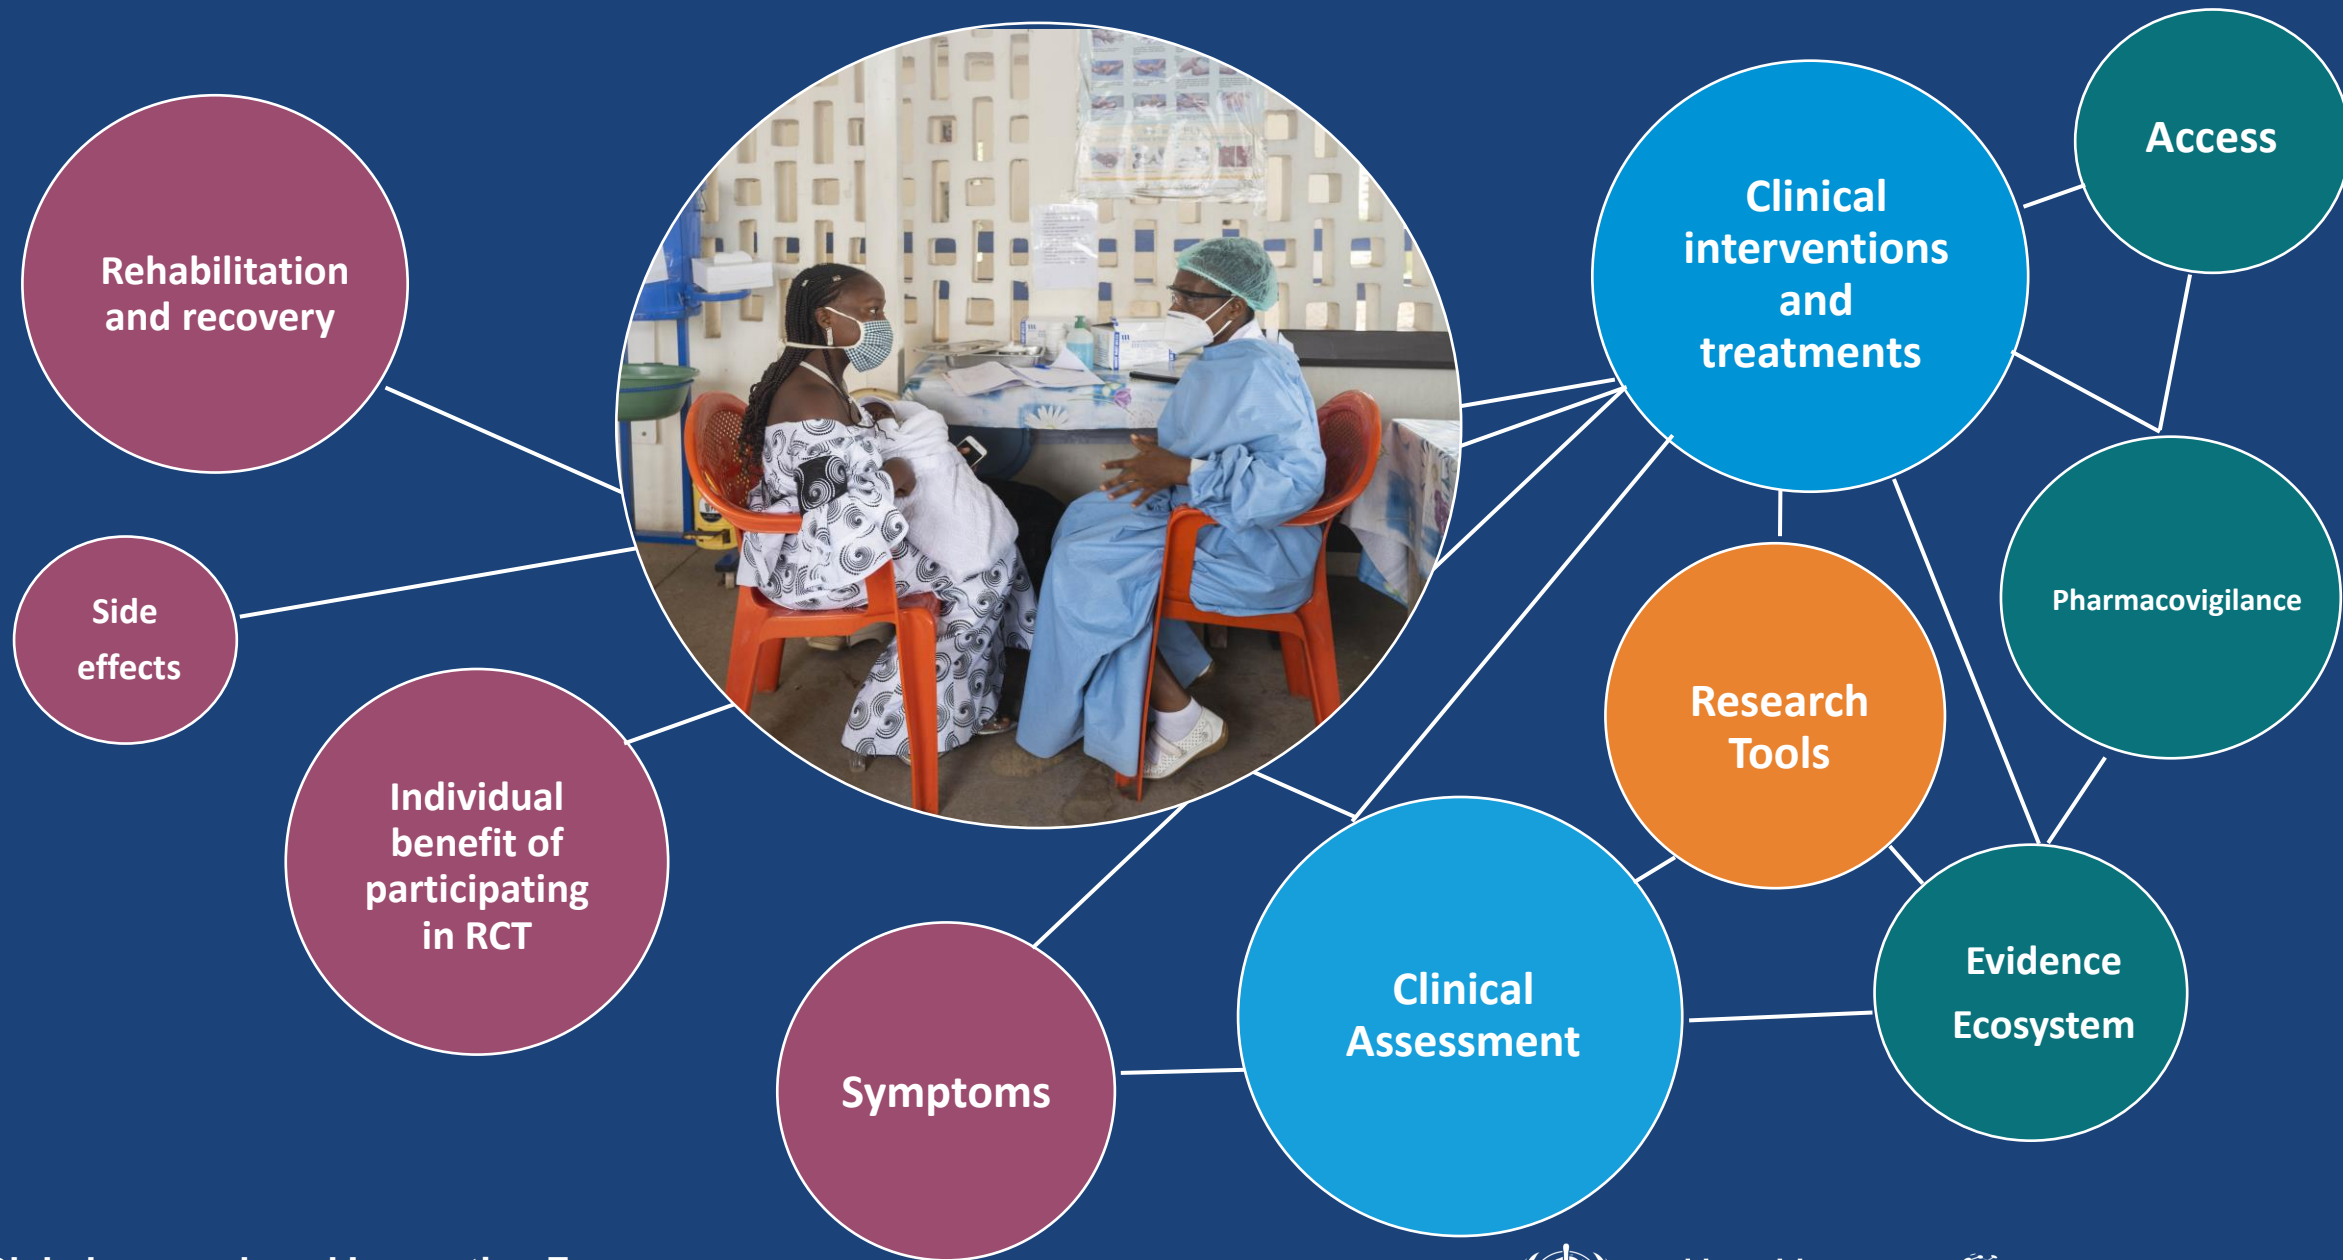 Rehabilitation
and recovery
Side
effects
Individual
benefit of
participating
in RCT
Symptoms
Clinical
Assessment
Clinical
interventions
and
treatments
Research
Tools
Access
Pharmacovigilance
Evidence
Ecosystem